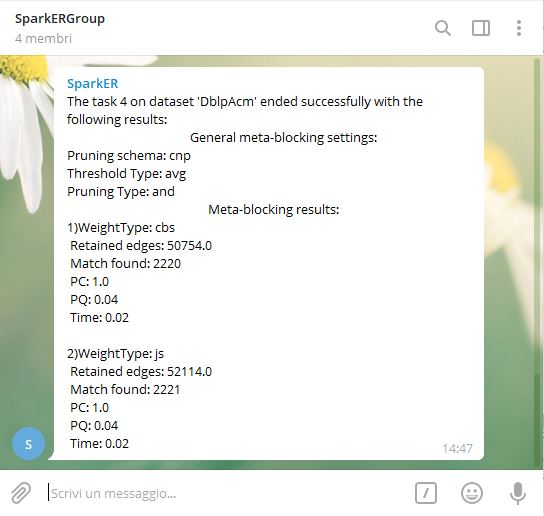 SparkERGroup
4 membri
SparkER
The task 4 on dataset 'DblpAcm' ended successfully with the
following results:
General meta-blocking settings:
Pruning schema: cnp
Threshold Type: avg
Pruning Type: and
Meta-blocking results:
1)WeightType: cbs
Retained edges: 50754.0
Match found: 2220
PC: 1.0
PQ: 0.04
Time: 0.02
2)WeightType: js
Retained edges: 52114.0
Match found: 2221
PC: 1.0
PQ: 0.04
Time: 0.02
S
14:47
Scrivi un messaggio...